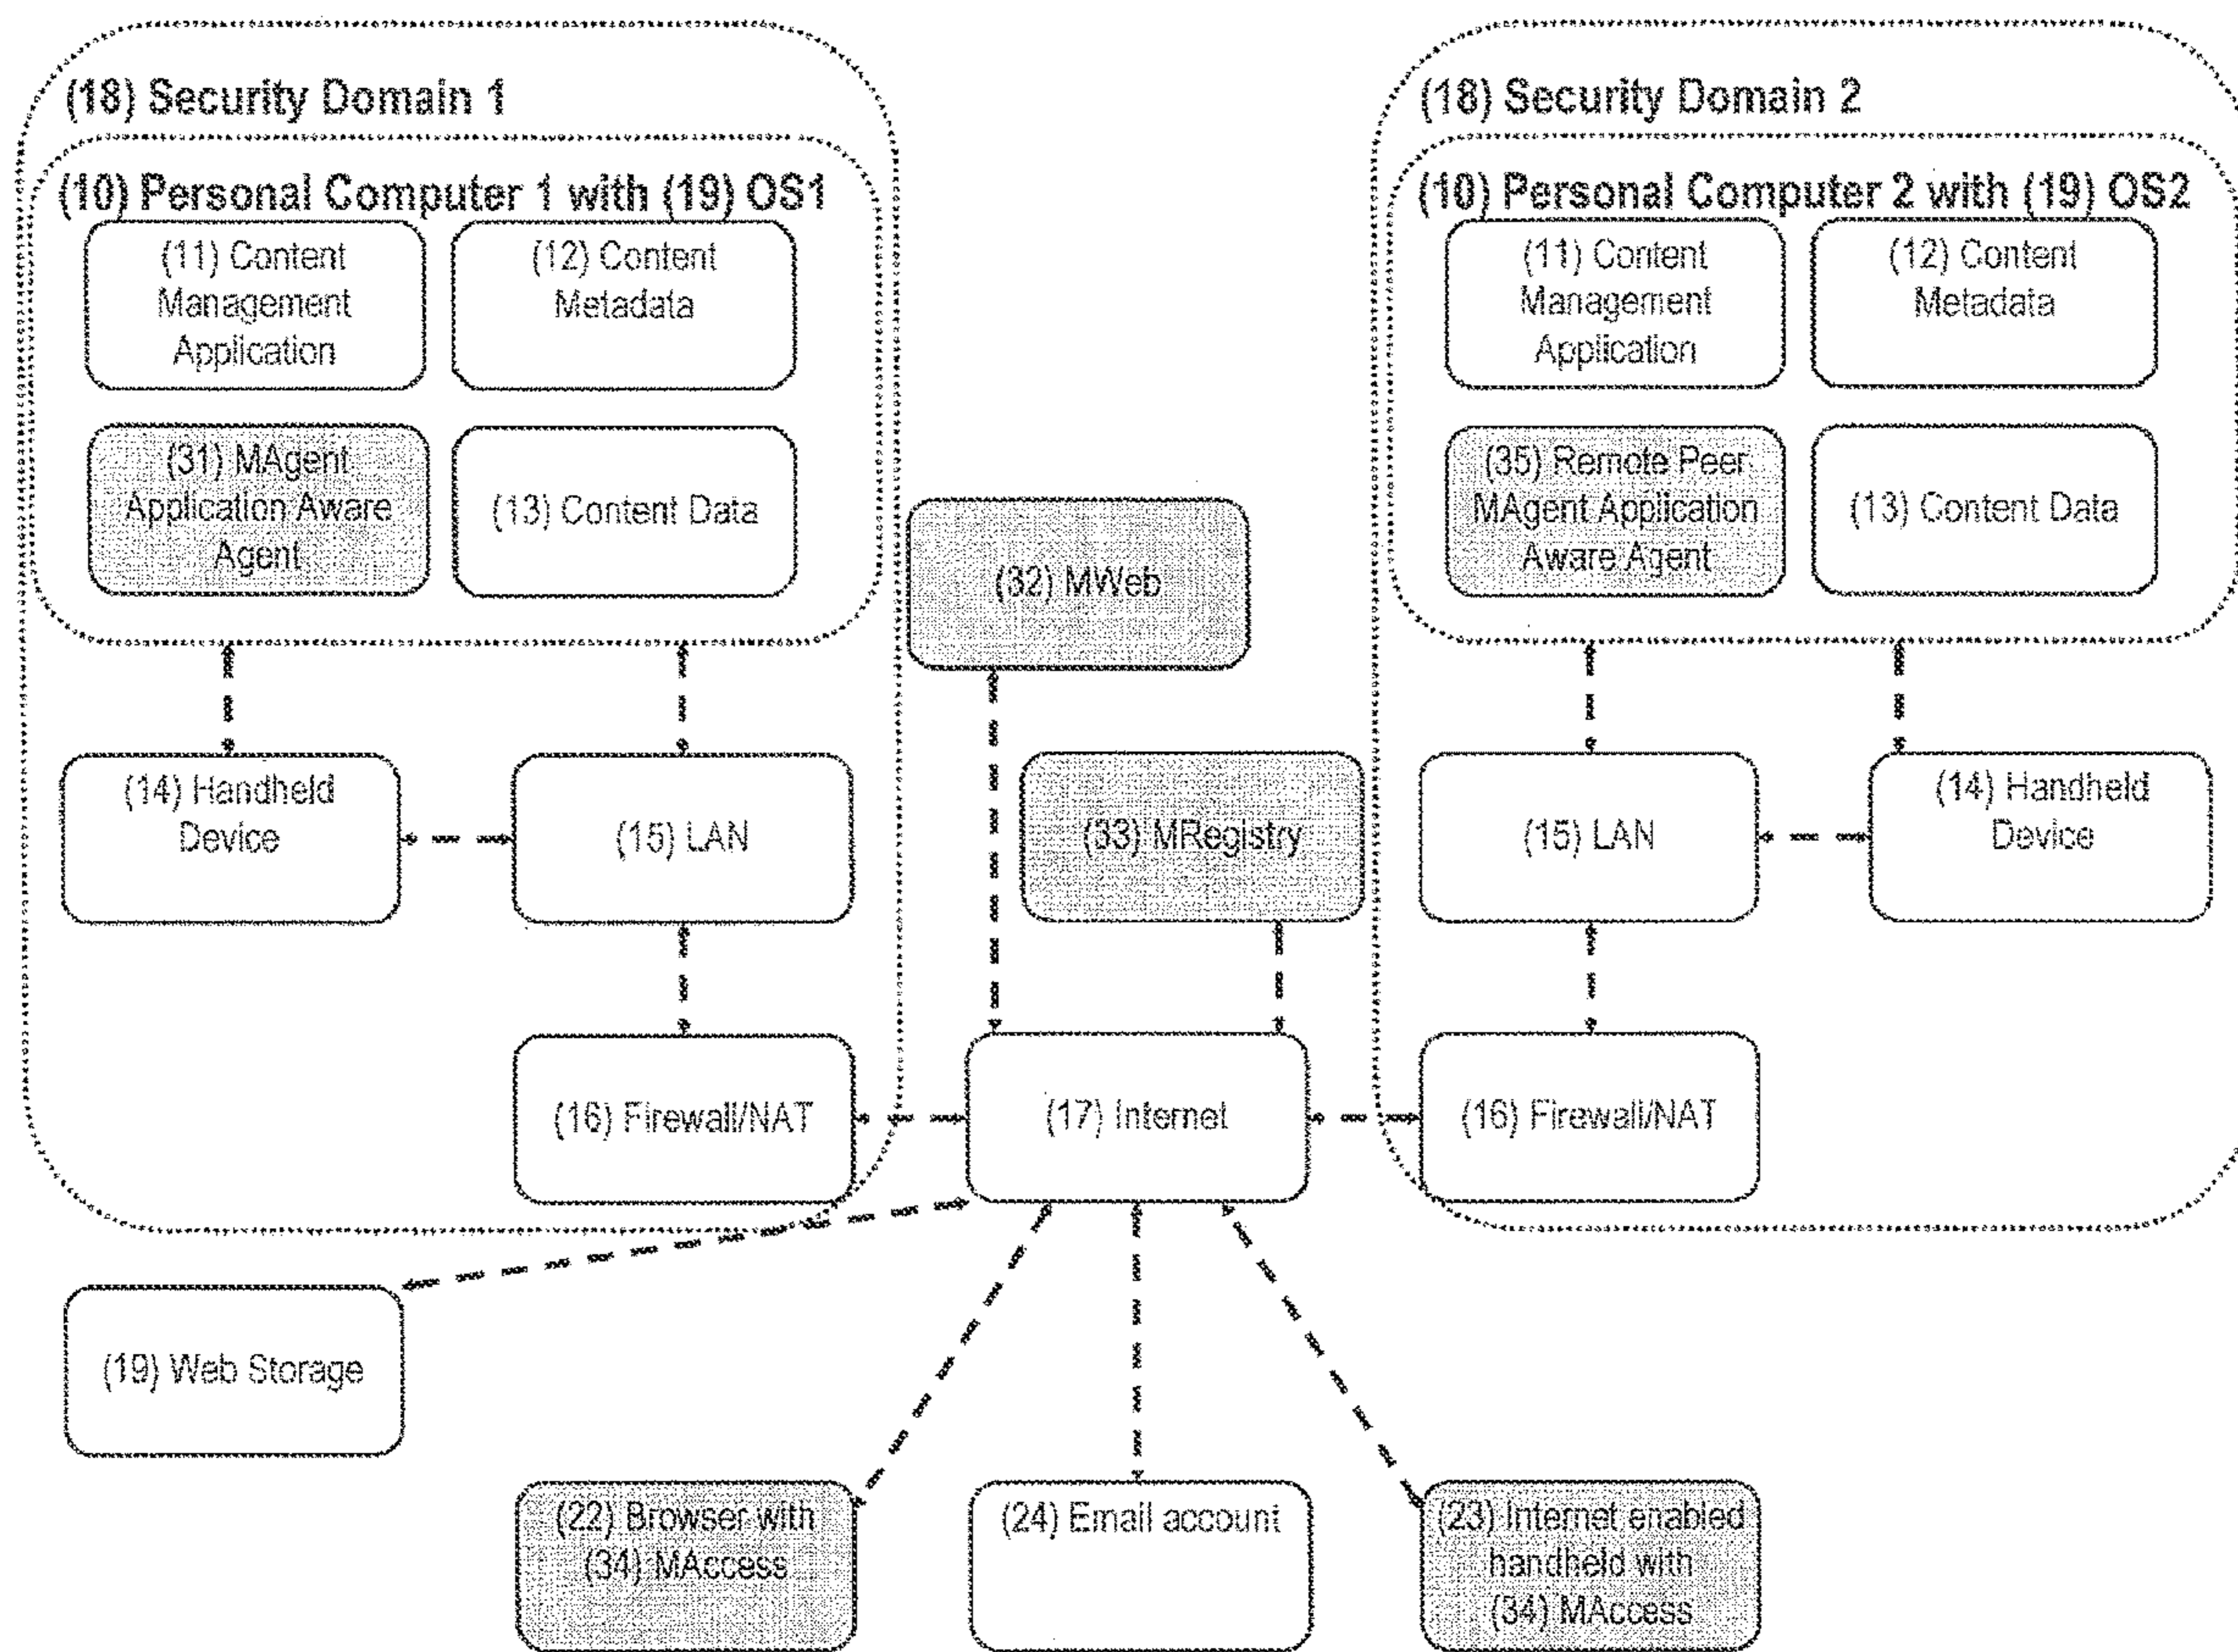 (18) Security Domain 1
(10) Personal Computer 1 with (19) OS1
(11) Content
Management
Application
(12) Content
Metadata
(31) MAgent
Application Aware
Agent
(13) Content Data
(14) Handheld
Device
(15) LAN
(16) Firewall/NAT
(32) MWeb
(33) MRegistry
(17) Internet
(18) Security Domain 2
(10) Personal Computer 2 with (19) OS2
(11) Content
Management
Application
(12) Content
Metadata
(35) Remote Peer
MAgent Application
Aware Agent
(13) Content Data
(15) LAN
(14) Handheld
Device
(16) Firewall/NAT
(19) Web Storage
(22) Browser with
(34) MAccess
(24) Email account
(23) Internet enabled
handheld with
(34) MAccess